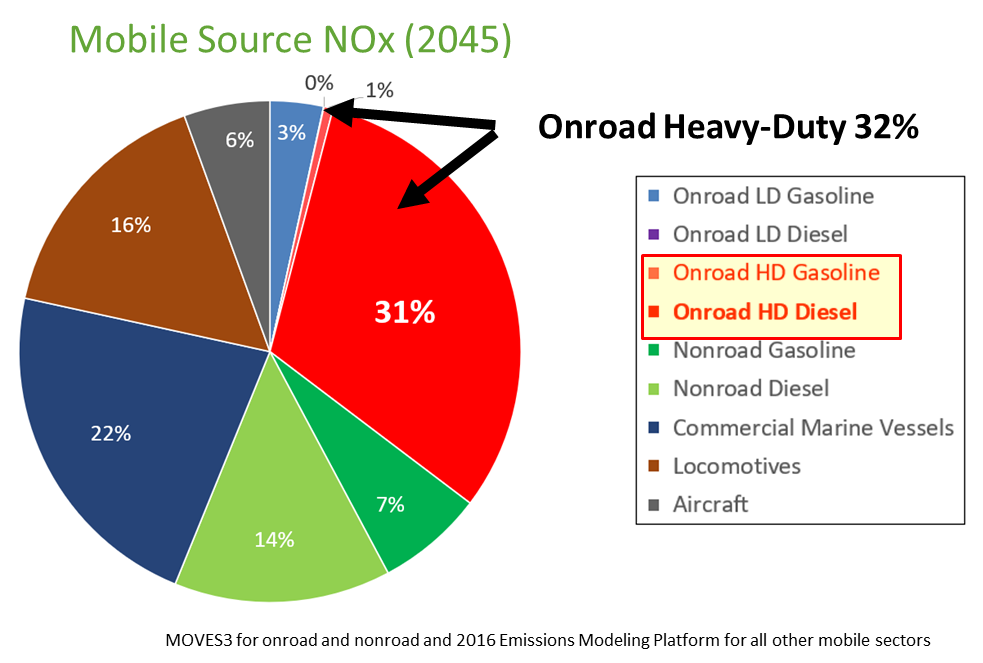 Mobile Source NOx (2045)
0%
1%
3%
6%
Onroad Heavy-Duty 32%
16%
31%
22%
7%
14%
Onroad LD Gasoline
Onroad LD Diesel
Onroad HD Gasoline
Onroad HD Diesel
Nonroad Gasoline
Nonroad Diesel
Commercial Marine Vessels
Locomotives
Aircraft
MOVES3 for onroad and nonroad and 2016 Emissions Modeling Platform for all other mobile sectors